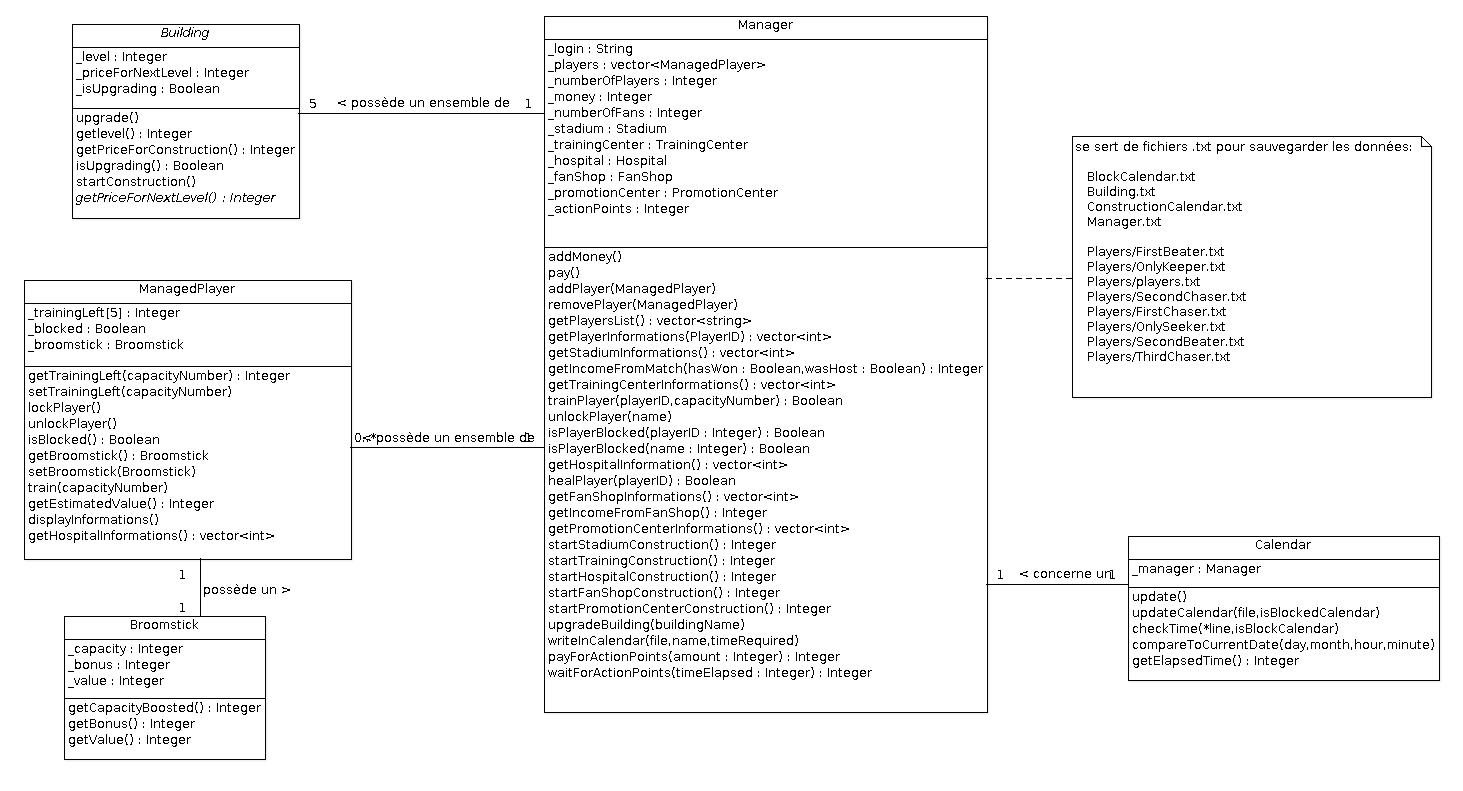 Building
_level : Integer
_priceForNextLevel : Integer
_isUpgrading : Boolean
upgrade()
getlevel() : Integer
getPriceForConstruction() : Integer
isUpgrading() : Boolean
startConstruction()
getPriceForNextLevel() : Integer
5
< possède un ensemble de
1
Manager
_login : String
_players : vector<ManagedPlayer>
_numberOfPlayers : Integer
_money : Integer
_numberOfFans : Integer
_stadium : Stadium
_trainingCenter : TrainingCenter
_hospital : Hospital
_fanShop : FanShop
_promotionCenter : PromotionCenter
_actionPoints : Integer
addMoney()
pay()
addPlayer(ManagedPlayer)
removePlayer(ManagedPlayer)
getPlayersList() : vector<string>
getPlayerInformations(PlayerID) : vector<int>
getStadiumInformations() : vector<int>
getIncomeFromMatch(hasWon : Boolean,wasHost : Boolean) : Integer
getTrainingCenterInformations() : vector<int>
trainPlayer(playerID,capacityNumber) : Boolean
unlockPlayer(name)
isPlayerBlocked(playerID : Integer) : Boolean
isPlayerBlocked(name : Integer) : Boolean
getHospitalInformation() : vector<int>
healPlayer(playerID) : Boolean
getFanShopInformations() : vector<int>
getIncomeFromFanShop() : Integer
getPromotionCenterInformations() : vector<int>
startStadiumConstruction() : Integer
startTrainingConstruction() : Integer
startHospitalConstruction() : Integer
startFanShopConstruction() : Integer
startPromotionCenterConstruction() : Integer
upgradeBuilding(buildingName)
writeInCalendar(file,name,timeRequired)
payForActionPoints(amount : Integer) : Integer
waitForActionPoints(timeElapsed : Integer) : Integer
se sert de fichiers .txt pour sauvegarder les données:
BlockCalendar.txt
Building.txt
ConstructionCalendar.txt
Manager.txt
Players/FirstBeater.txt
Players/OnlyKeeper.txt
Players/players.txt
Players/SecondChaser.txt
Players/FirstChaser.txt
Players/OnlySeeker.txt
Players/SecondBeater.txt
Players/ThirdChaser.txt
ManagedPlayer
_trainingLeft[5] : Integer
_blocked : Boolean
_broomstick : Broomstick
getTrainingLeft(capacityNumber) : Integer
setTrainingLeft(capacityNumber)
lockPlayer()
unlockPlayer()
isBlocked() : Boolean
getBroomstick() : Broomstick
setBroomstick(Broomstick)
train(capacityNumber)
getEstimatedValue() : Integer
displayInformations()
getHospitalInformations() : vector<int>
0..*
< possède un ensemble de
1
1
possède un >
1
Broomstick
_capacity : Integer
_bonus : Integer
_value : Integer
getCapacityBoosted() : Integer
getBonus() : Integer
getValue() : Integer
1
< concerne un
1
Calendar
_manager : Manager
update()
updateCalendar(file,isBlockedCalendar)
checkTime(*line,isBlockCalendar)
compareToCurrentDate(day,month,hour,minute)
getElapsedTime() : Integer